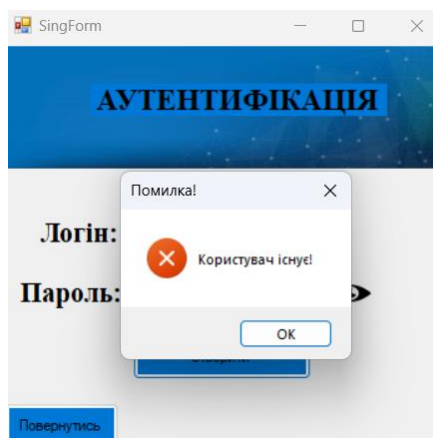 SingForm
АУТЕНТИФІКАЦІЯ
Помилка!
Логін:
Користувач існує!
Пароль:
OK
Повернутись